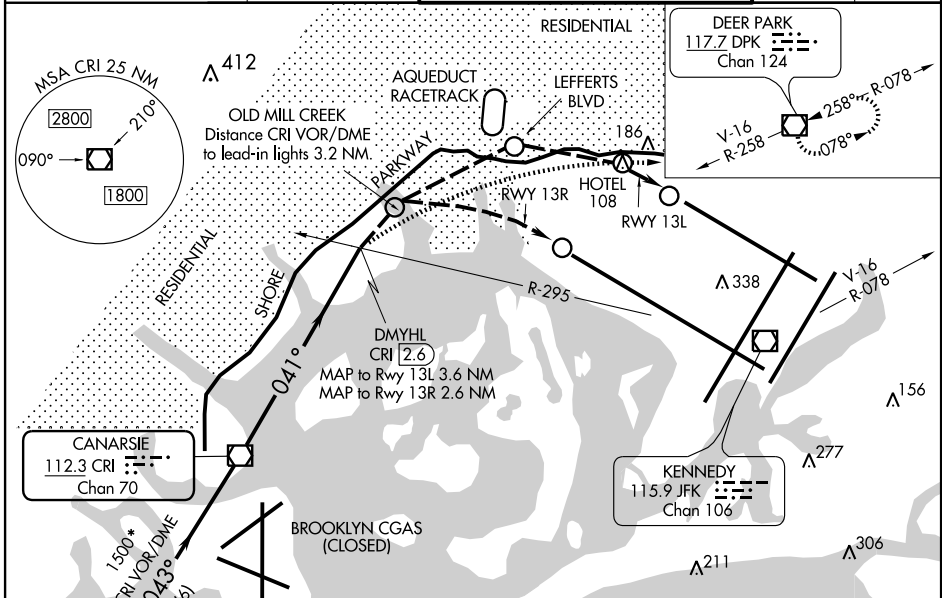 RESIDENTIAL
DEER PARK
117.7 DPK
Chan 124
258°
R-078
V-16
R-258
078°
MSA CRI 25 NM
2800
210°
090°
1800
412
AQUEDUCT
RACETRACK
LEFFERTS
BLVD
OLD MILL CREEK
Distance CRI VOR/DME
to lead-in lights 3.2 NM.
PARKWAY
186
HOTEL
108
RWY 13R
RWY 13L
RESIDENTIAL
SHORE
R-295
338
V-16
R-078
DMYHL
CRI 2.6
MAP to Rwy 13L 3.6 NM
MAP to Rwy 13R 2.6 NM
041°
156
CANARSIE
112.3 CRI
Chan 70
277
KENNEDY
115.9 JFK
Chan 106
BROOKLYN CGAS
(CLOSED)
1500*
CRI VOR/DME
043°
211
306